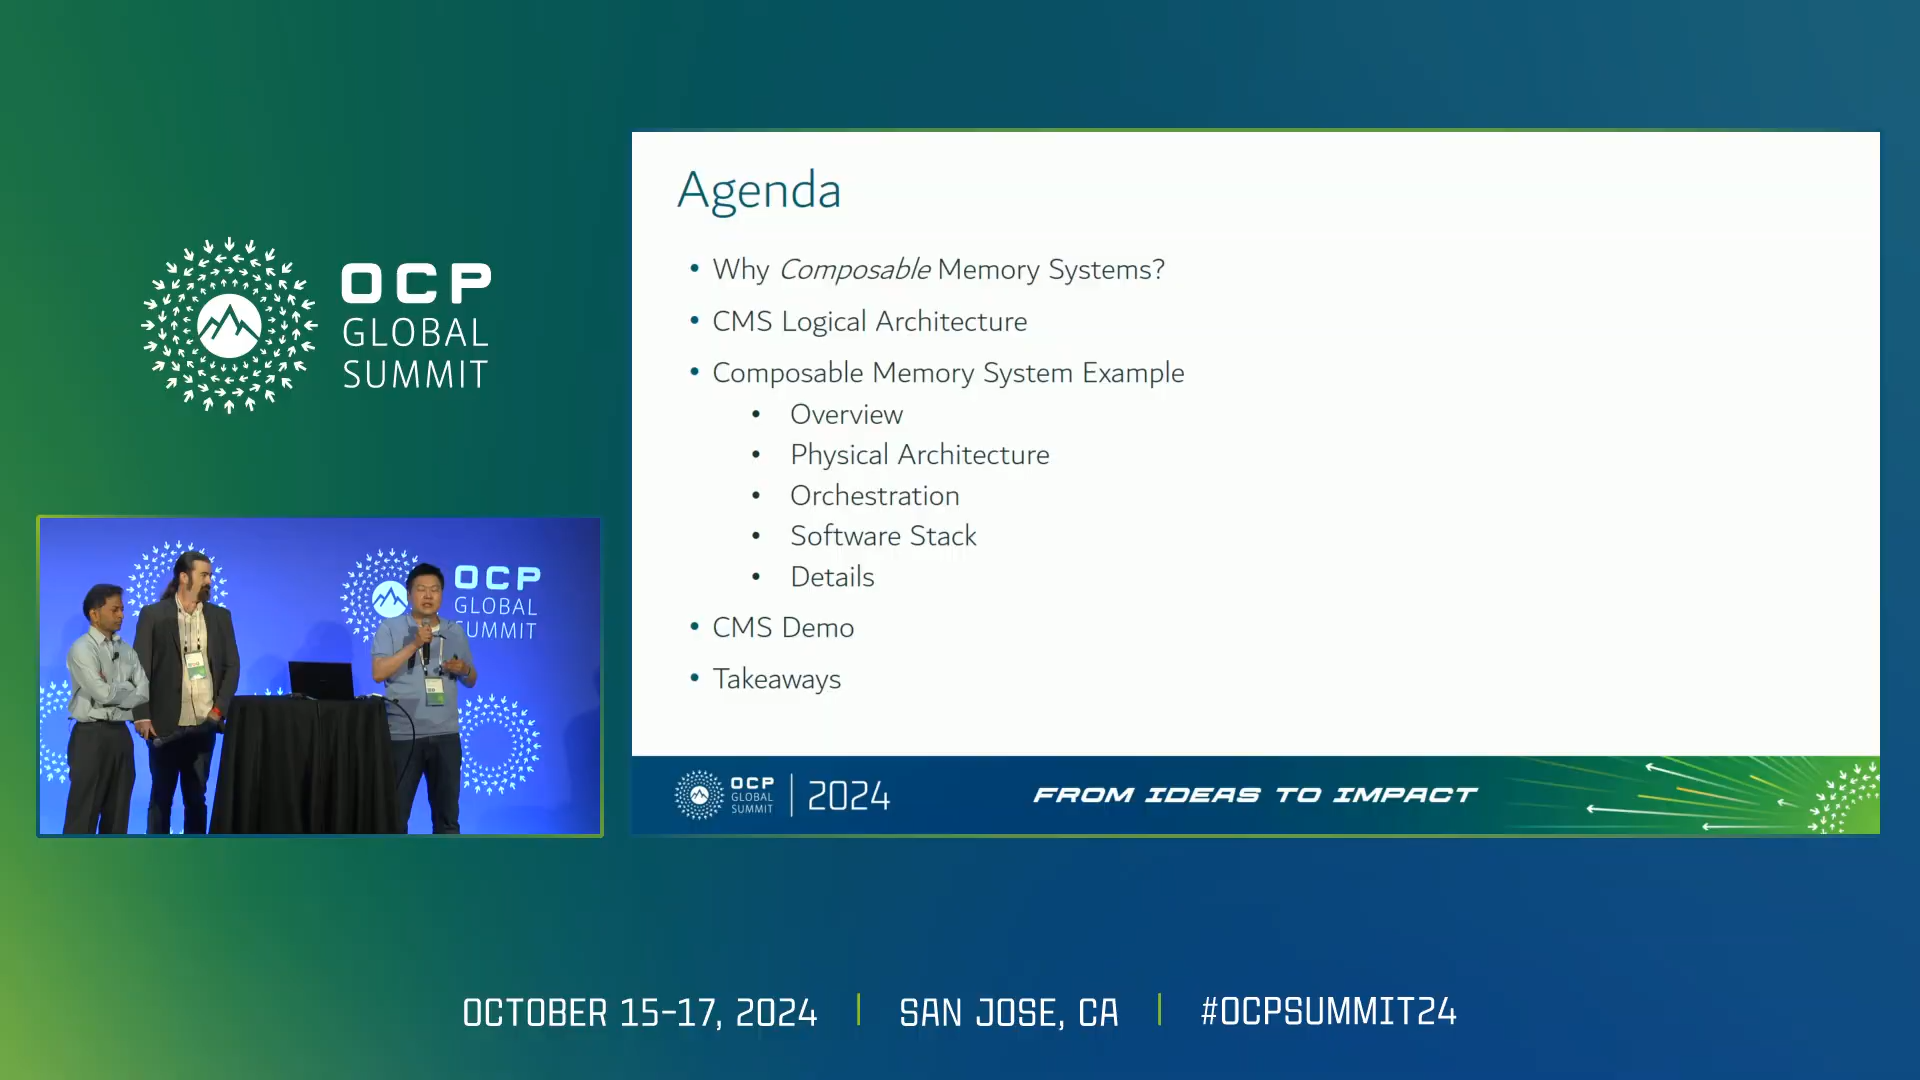 OCP
GLOBAL
SUMMIT
Agenda
• Why Composable Memory Systems?
• CMS Logical Architecture
• Composable Memory System Example
• Overview
• Physical Architecture
• Orchestration
• Software Stack
• Details
• CMS Demo
• Takeaways
OCP
GLOBAL
SUMMIT
OCP
GLOBAL
SUMMIT
2024
FROM IDEAS TO IMPACT
OCTOBER 15-17, 2024 | SAN JOSE, CA | #OCPSUMMIT24